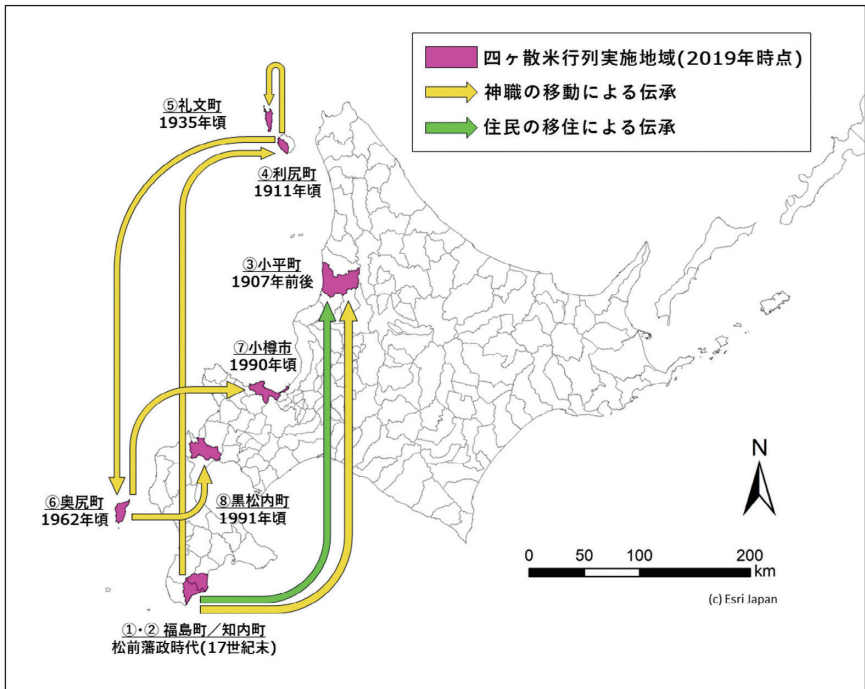 四ヶ散米行列実施地域(2019年時点)
神職の移動による伝承
住民の移住による伝承
⑤礼文町
1935年頃
④利尻町
1911年頃
③小平町
1907年前後
⑦小樽市
1990年頃
⑥奥尻町
1962年頃
⑧黒松内町
1991年頃
①・② 福島町／知内町
松前藩政時代(17世紀末)
N
0 50 100 200
km
(c) Esri Japan